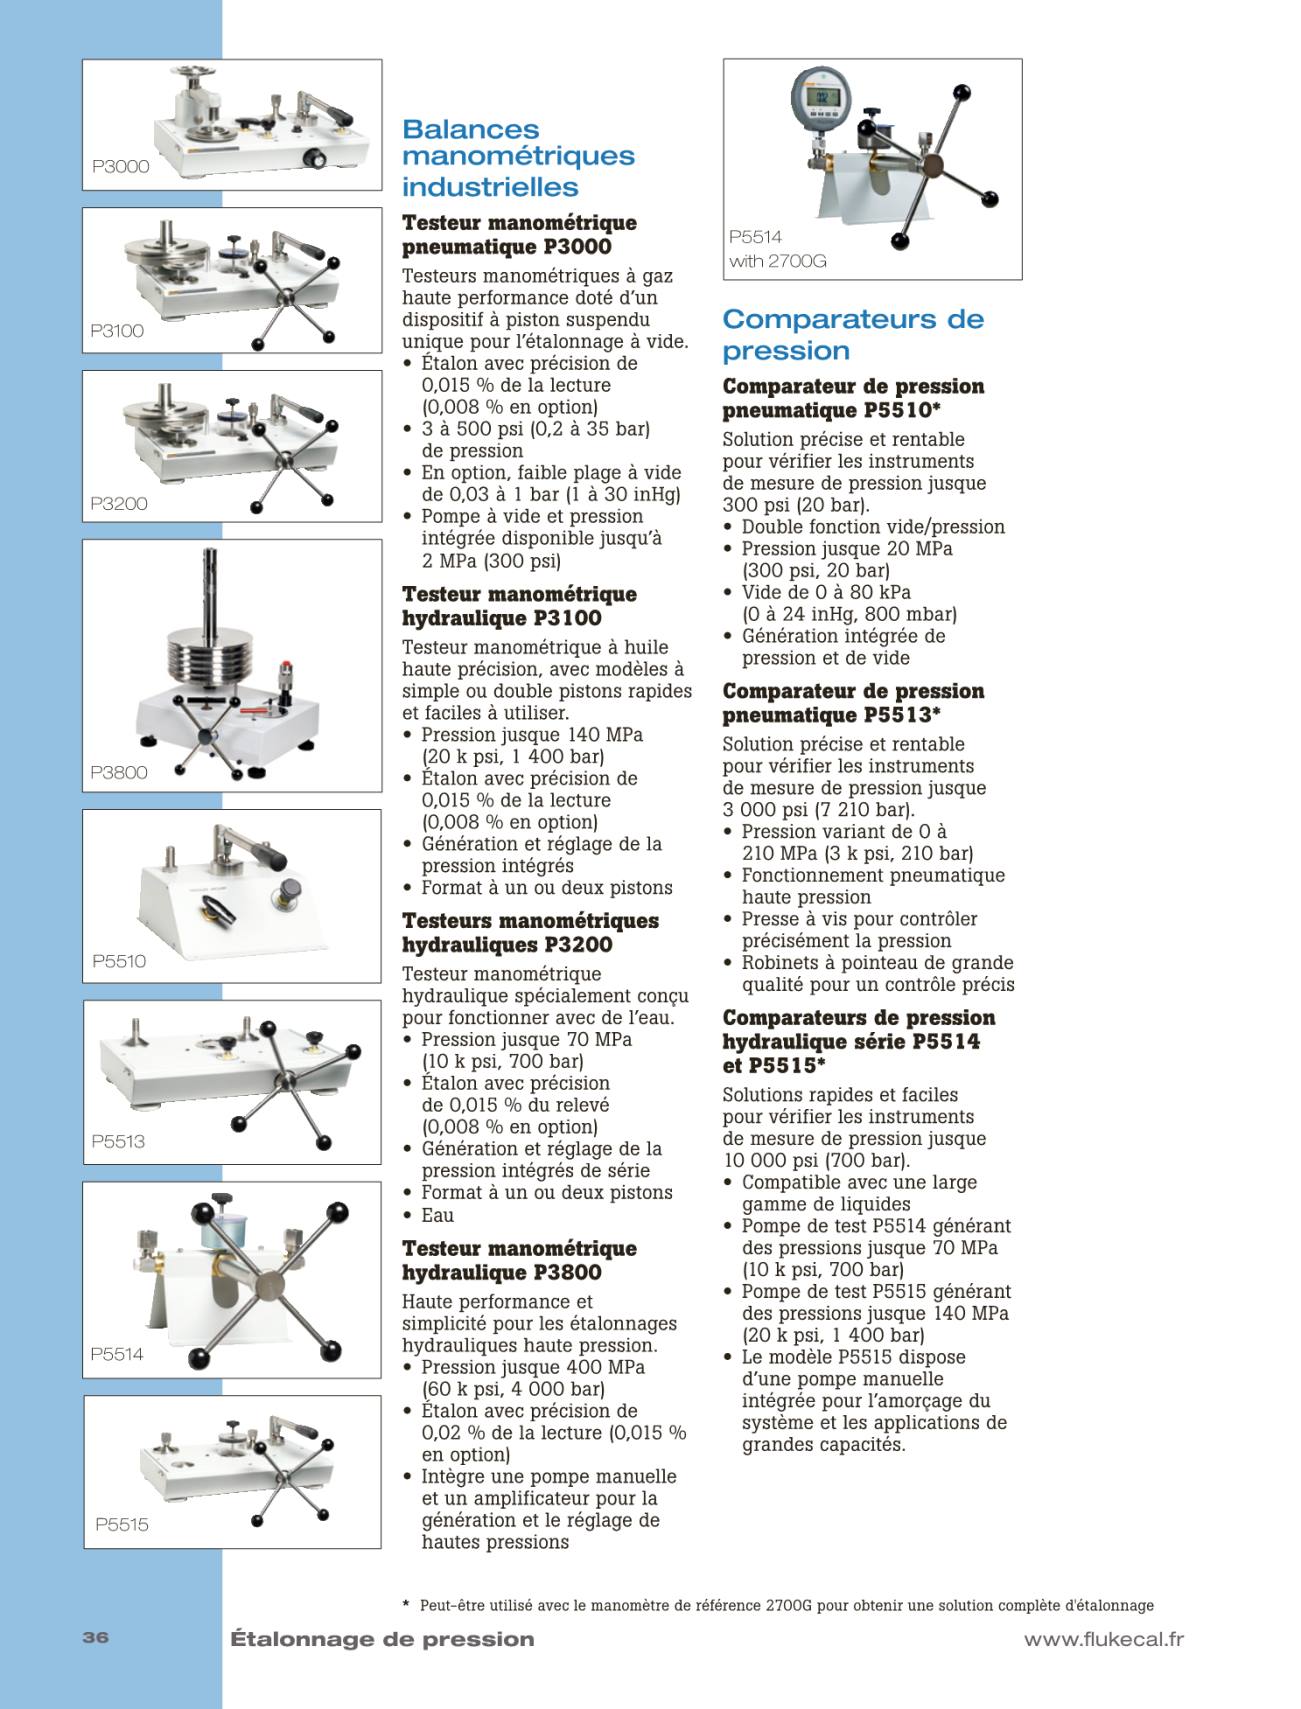 P3000
P3100
P3200
P3800
P5510
P5513
P5514
P5515
Balances
manométriques
industrielles
Testeur manométrique
pneumatique P3000
Testeurs manométriques à gaz
haute performance doté d'un
dispositif à piston suspendu
unique pour l'étalonnage à vide.
• Étalon avec précision de
0,015 % de la lecture
(0,008 % en option)
• 3 à 500 psi (0,2 à 35 bar)
de pression
• En option, faible plage à vide
de 0,03 à 1 bar (1 à 30 inHg)
• Pompe à vide et pression
intégrée disponible jusqu'à
2 MPa (300 psi)
Testeur manométrique
hydraulique P3100
Testeur manométrique à huile
haute précision, avec modèles à
simple ou double pistons rapides
et faciles à utiliser.
• Pression jusque 140 MPa
(20 k psi, 1 400 bar)
• Étalon avec précision de
0,015 % de la lecture
(0,008 % en option)
• Génération et réglage de la
pression intégrés
• Format à un ou deux pistons
Testeurs manométriques
hydrauliques P3200
Testeur manométrique
hydraulique spécialement conçu
pour fonctionner avec de l'eau.
• Pression jusque 70 MPa
(10 k psi, 700 bar)
• Étalon avec précision
de 0,015 % du relevé
(0,008 % en option)
• Génération et réglage de la
pression intégrés de série
• Format à un ou deux pistons
• Eau
Testeur manométrique
hydraulique P3800
Haute performance et
simplicité pour les étalonnages
hydrauliques haute pression.
• Pression jusque 400 MPa
(60 k psi, 4 000 bar)
• Étalon avec précision de
0,02 % de la lecture (0,015 %
en option)
• Intègre une pompe manuelle
et un amplificateur pour la
génération et le réglage de
hautes pressions
P5514
with 2700G
Comparateurs de
pression
Comparateur de pression
pneumatique P5510*
Solution précise et rentable
pour vérifier les instruments
de mesure de pression jusque
300 psi (20 bar).
• Double fonction vide/pression
• Pression jusque 20 MPa
(300 psi, 20 bar)
• Vide de 0 à 80 kPa
(0 à 24 inHg, 800 mbar)
• Génération intégrée de
pression et de vide
Comparateur de pression
pneumatique P5513*
Solution précise et rentable
pour vérifier les instruments
de mesure de pression jusque
3 000 psi (7 210 bar).
• Pression variant de 0 à
210 MPa (3 k psi, 210 bar)
• Fonctionnement pneumatique
haute pression
• Presse à vis pour contrôler
précisément la pression
• Robinets à pointeau de grande
qualité pour un contrôle précis
Comparateurs de pression
hydraulique série P5514
et P5515*
Solutions rapides et faciles
pour vérifier les instruments
de mesure de pression jusque
10 000 psi (700 bar).
• Compatible avec une large
gamme de liquides
• Pompe de test P5514 générant
des pressions jusque 70 MPa
(10 k psi, 700 bar)
• Pompe de test P5515 générant
des pressions jusque 140 MPa
(20 k psi, 1 400 bar)
• Le modèle P5515 dispose
d'une pompe manuelle
intégrée pour l'amorçage du
système et les applications de
grandes capacités.
* Peut-être utilisé avec le manomètre de référence 2700G pour obtenir une solution complète d'étalonnage
36
Étalonnage de pression
www.flukecal.fr